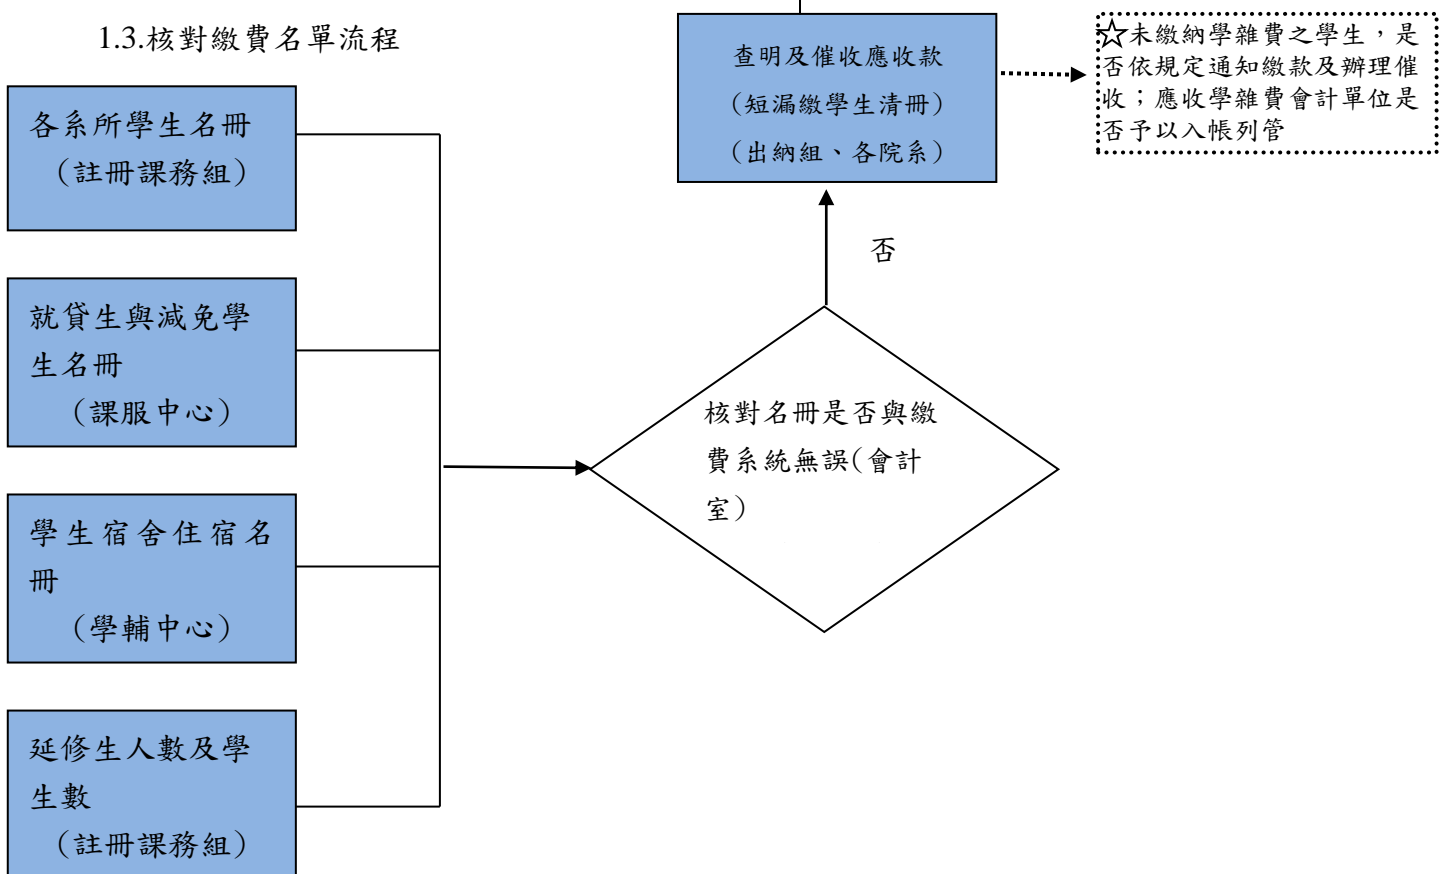 1.3.核對繳費名單流程
各系所學生名冊
(註冊課務組)
就貸生與減免學
生名冊
(課服中心)
學生宿舍住宿名
冊
(學輔中心)
延修生人數及學
生數
(註冊課務組)
核對名冊是否與繳
費系統無誤(會計
室)
否
查明及催收應收款
(短漏繳學生清冊)
(出納組、各院系)
☆未繳納學雜費之學生，是
否依規定通知繳款及辦理催
收；應收學雜費會計單位是
否予以入帳列管